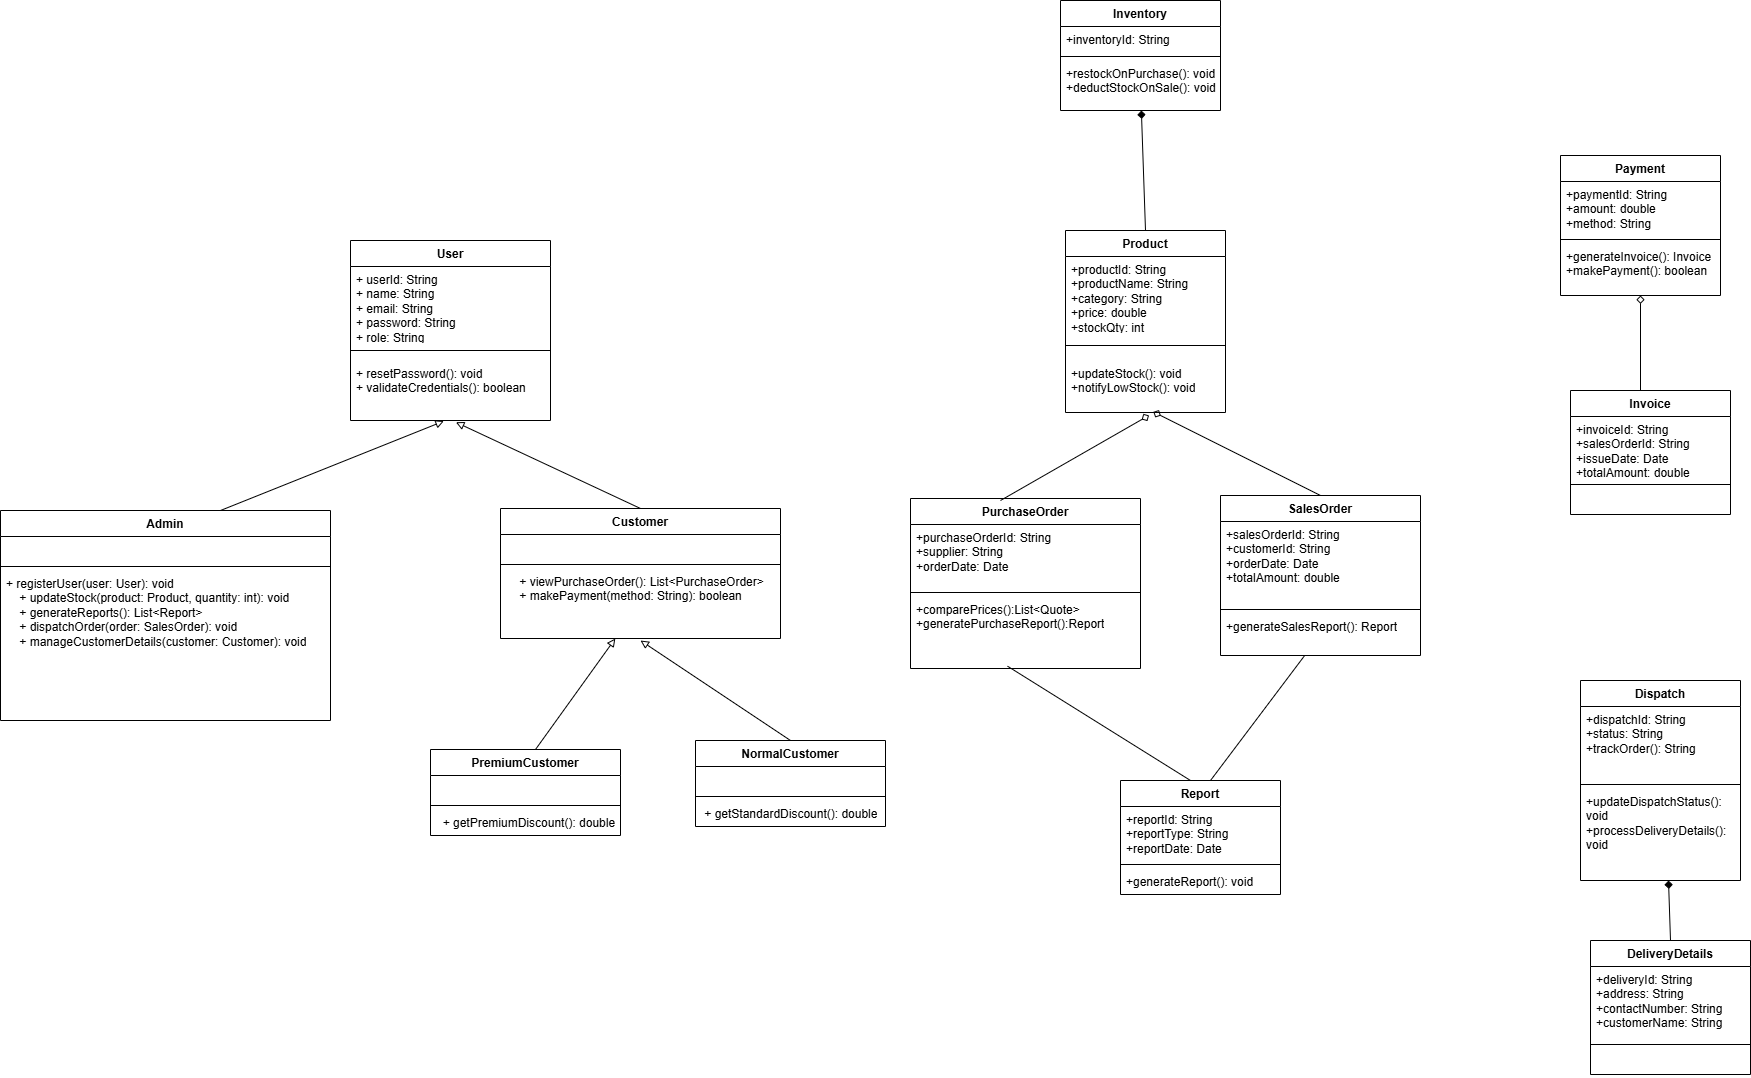 Inventory
+inventoryId: String
+restockOnPurchase(): void
+deductStockOnSale(): void
Payment
+paymentId: String
+amount: double
+method: String
+generateInvoice(): Invoice
+makePayment(): boolean
User
+ userId: String
+ name: String
+ email: String
+ password: String
+ role: String
+ resetPassword(): void
+ validateCredentials(): boolean
Product
+productId: String
+productName: String
+category: String
+price: double
+stockQty: int
+updateStock(): void
+notifyLowStock(): void
Invoice
+invoiceId: String
+salesOrderId: String
+issueDate: Date
+totalAmount: double
Admin
+ registerUser(user: User): void
+ updateStock(product: Product, quantity: int): void
+ generateReports(): List<Report>
+ dispatchOrder(order: SalesOrder): void
+ manageCustomerDetails(customer: Customer): void
Customer
+ viewPurchaseOrder(): List<PurchaseOrder>
+ makePayment(method: String): boolean
PurchaseOrder
+purchaseOrderId: String
+supplier: String
+orderDate: Date
+comparePrices():List<Quote>
+generatePurchaseReport():Report
SalesOrder
+salesOrderId: String
+customerId: String
+orderDate: Date
+totalAmount: double
+generateSalesReport(): Report
PremiumCustomer
+ getPremiumDiscount(): double
NormalCustomer
+ getStandardDiscount(): double
Report
+reportId: String
+reportType: String
+reportDate: Date
+generateReport(): void
Dispatch
+dispatchId: String
+status: String
+trackOrder(): String
+updateDispatchStatus():
void
+processDeliveryDetails():
void
DeliveryDetails
+deliveryId: String
+address: String
+contactNumber: String
+customerName: String